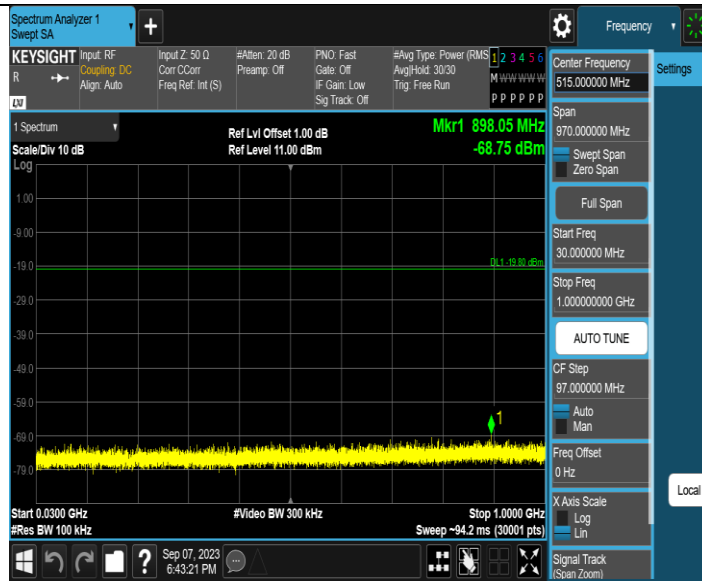 Spectrum Analyzer 1
Swept SA
+
Frequency
KEYSIGHT
R
LXI
Input: RF
Coupling: DC
Align: Auto
Input Z: 50 Ω
Corr CCorr
Freq Ref: Int (S)
#Atten: 20 dB
Preamp: Off
PNO: Fast
Gate: Off
IF Gain: Low
Sig Track: Off
#Avg Type: Power (RMS
Avg|Hold: 30/30
Trig: Free Run
1 2 3 4 5 6
M W W W W W
P P P P P P
1 Spectrum
Scale/Div 10 dB
Log
Ref Lvl Offset 1.00 dB
Ref Level 11.00 dBm
Mkr1 898.05 MHz
-68.75 dBm
1.00
-9.00
-19.0
DL1 -19.80 dBm
-29.0
-39.0
-49.0
-59.0
-69.0
-79.0
1
Start 0.0300 GHz
#Res BW 100 kHz
#Video BW 300 kHz
Stop 1.0000 GHz
Sweep ~94.2 ms (30001 pts)
?
Sep 07, 2023
6:43:21 PM
Center Frequency
515.000000 MHz
Settings
Span
970.000000 MHz
Swept Span
Zero Span
Full Span
Start Freq
30.000000 MHz
Stop Freq
1.000000000 GHz
AUTO TUNE
CF Step
97.000000 MHz
Auto
Man
Freq Offset
0 Hz
X Axis Scale
Log
Lin
Local
Signal Track
(Span Zoom)